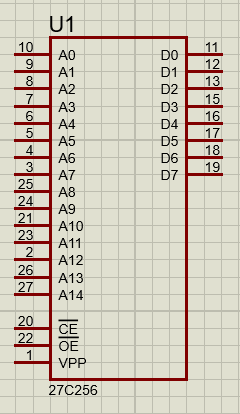 U1
10 A0 D0 11
9 A1 D1 12
8 A2 D2 13
7 A3 D3 15
6 A4 D4 16
5 A5 D5 17
4 A6 D6 18
3 A7 D7 19
25 A8
24 A9
21 A10
23 A11
2 A12
26 A13
27 A14
20 C̅E̅
22 O̅E̅
1 VPP
27C256